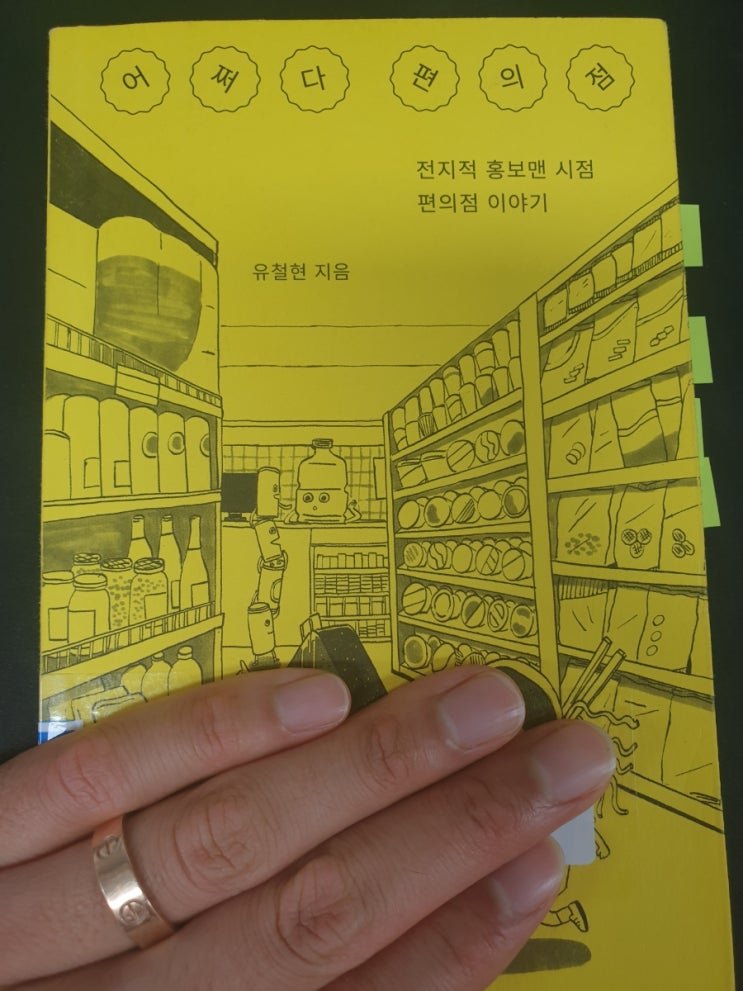 어쩌다 편의점
전지적 홍보맨 시점
편의점 이야기
유철현 지음